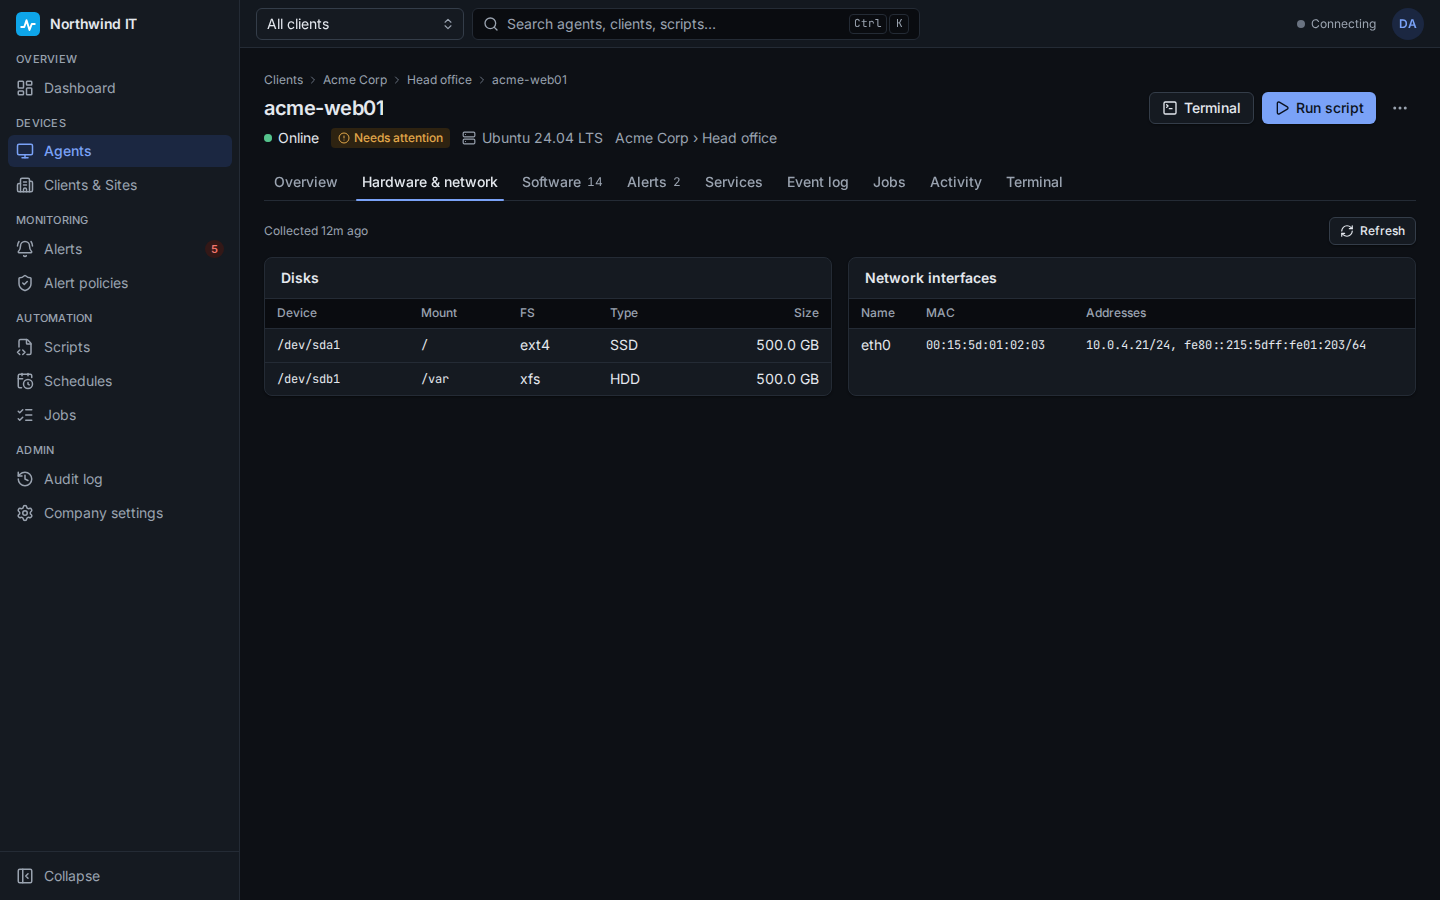 Northwind IT
All clients
Search agents, clients, scripts...
Ctrl K
Connecting
DA
OVERVIEW
Dashboard
DEVICES
Agents
Clients & Sites
MONITORING
Alerts 5
Alert policies
AUTOMATION
Scripts
Schedules
Jobs
ADMIN
Audit log
Company settings
Collapse
Clients › Acme Corp › Head office › acme-web01
acme-web01
Terminal
Run script
Online Needs attention Ubuntu 24.04 LTS Acme Corp › Head office
Overview Hardware & network Software 14 Alerts 2 Services Event log Jobs Activity Terminal
Collected 12m ago
Refresh
Disks
Device Mount FS Type Size
/dev/sda1 / ext4 SSD 500.0 GB
/dev/sdb1 /var xfs HDD 500.0 GB
Network interfaces
Name MAC Addresses
eth0 00:15:5d:01:02:03 10.0.4.21/24, fe80::215:5dff:fe01:203/64